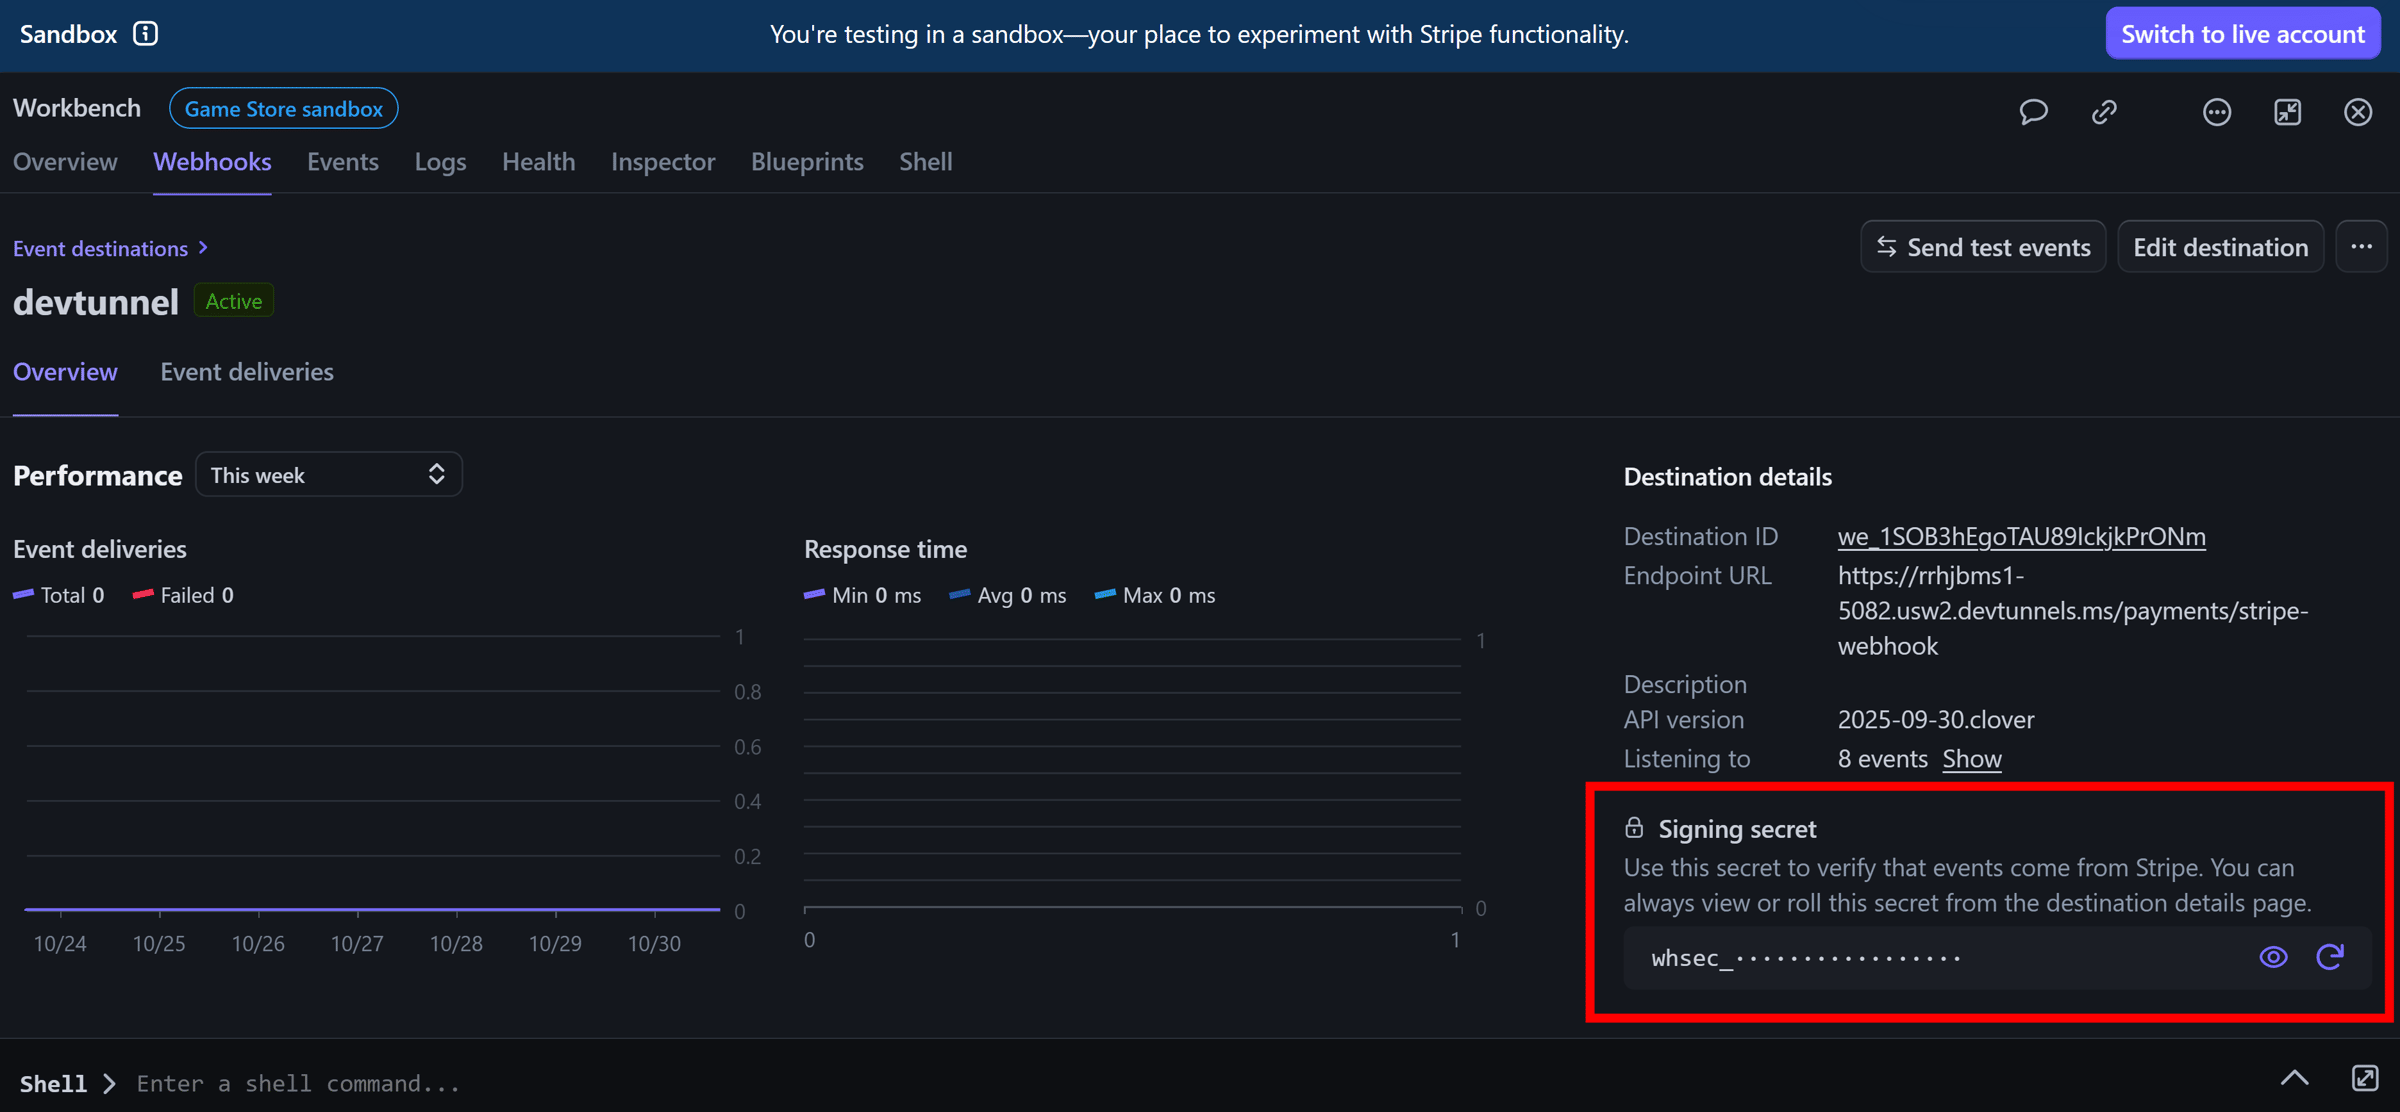 Sandbox
You're testing in a sandbox—your place to experiment with Stripe functionality.
Switch to live account
Workbench
Game Store sandbox
Overview Webhooks Events Logs Health Inspector Blueprints Shell
Event destinations
Send test events
Edit destination
devtunnel
Active
Overview Event deliveries
Performance
This week
Event deliveries
Total 0 Failed 0
1
0.8
0.6
0.4
0.2
0
10/24 10/25 10/26 10/27 10/28 10/29 10/30
Response time
Min 0 ms Avg 0 ms Max 0 ms
1
0
0 1
Destination details
Destination ID we_1SOB3hEgoTAU89IckjkPrONm
Endpoint URL https://rrhjbms1-
5082.usw2.devtunnels.ms/payments/stripe-
webhook
Description
API version 2025-09-30.clover
Listening to 8 events Show
Signing secret
Use this secret to verify that events come from Stripe. You can
always view or roll this secret from the destination details page.
whsec_·················
Shell
Enter a shell command...